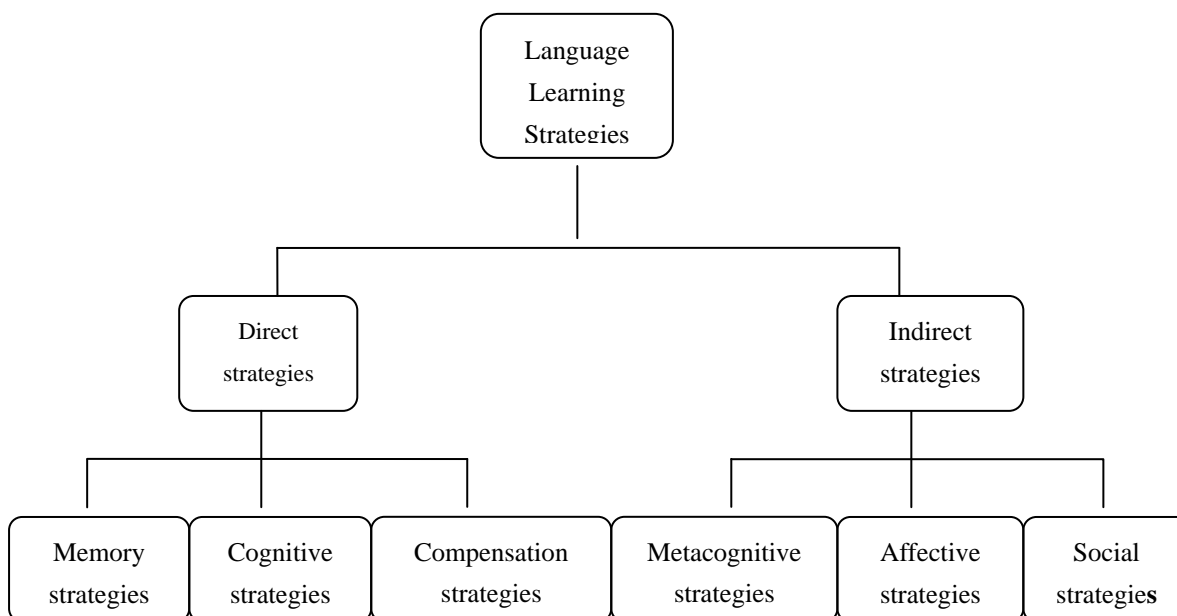 Language
Learning
Strategies
Direct
strategies
Indirect
strategies
Memory
strategies
Cognitive
strategies
Compensation
strategies
Metacognitive
strategies
Affective
strategies
Social
strategies